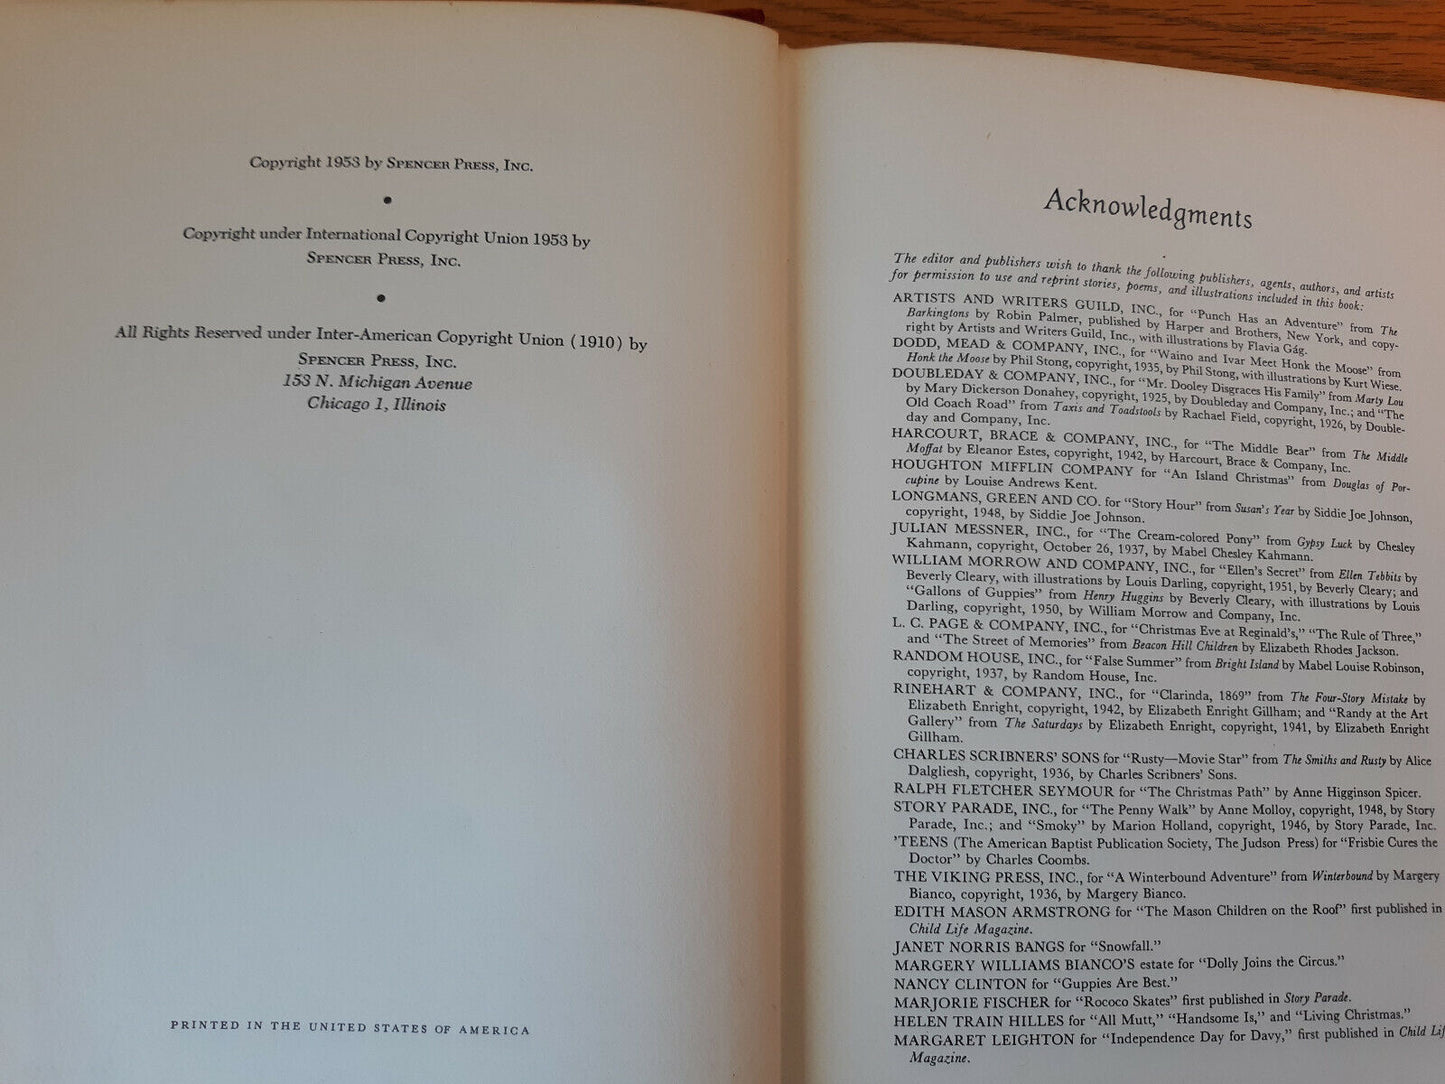 Copyright 1953 by SPENCER PRESS, INC.
•
Copyright under International Copyright Union 1953 by
SPENCER PRESS, INC.
•
All Rights Reserved under Inter-American Copyright Union (1910) by
SPENCER PRESS, INC.
153 N. Michigan Avenue
Chicago 1, Illinois
PRINTED IN THE UNITED STATES OF AMERICA
Acknowledgments
The editor and publishers wish to thank the following publishers, agents, authors, and artists
for permission to use and reprint stories, poems, and illustrations included in this book:
ARTISTS AND WRITERS GUILD, INC., for "Punch Has an Adventure" from The
Barkingtons by Robin Palmer, published by Harper and Brothers, New York, and copy-
right by Artists and Writers Guild, Inc., with illustrations by Flavia Gág.
DODD, MEAD & COMPANY, INC., for "Waino and Ivar Meet Honk the Moose" from
Honk the Moose by Phil Stong, copyright, 1935, by Phil Stong, with illustrations by Kurt Wiese.
DOUBLEDAY & COMPANY, INC., for "Mr. Dooley Disgraces His Family" from Marty Lou
by Mary Dickerson Donahey, copyright, 1925, by Doubleday and Company, Inc.; and "The
Old Coach Road" from Taxis and Toadstools by Rachael Field, copyright, 1926, by Double-
day and Company, Inc.
HARCOURT, BRACE & COMPANY, INC., for "The Middle Bear" from The Middle
Moffat by Eleanor Estes, copyright, 1942, by Harcourt, Brace & Company, Inc.
HOUGHTON MIFFLIN COMPANY for "An Island Christmas" from Douglas of Por-
cupine by Louise Andrews Kent.
LONGMANS, GREEN AND CO. for "Story Hour" from Susan's Year by Siddie Joe Johnson,
copyright, 1948, by Siddie Joe Johnson.
JULIAN MESSNER, INC., for "The Cream-colored Pony" from Gypsy Luck by Chesley
Kahmann, copyright, October 26, 1937, by Mabel Chesley Kahmann.
WILLIAM MORROW AND COMPANY, INC., for "Ellen's Secret" from Ellen Tebbits by
Beverly Cleary, with illustrations by Louis Darling, copyright, 1951, by Beverly Cleary; and
"Gallons of Guppies" from Henry Huggins by Beverly Cleary, with illustrations by Louis
Darling, copyright, 1950, by William Morrow and Company, Inc.
L. C. PAGE & COMPANY, INC., for "Christmas Eve at Reginald's," "The Rule of Three,"
and "The Street of Memories" from Beacon Hill Children by Elizabeth Rhodes Jackson.
RANDOM HOUSE, INC., for "False Summer" from Bright Island by Mabel Louise Robinson,
copyright, 1937, by Random House, Inc.
RINEHART & COMPANY, INC., for "Clarinda, 1869" from The Four-Story Mistake by
Elizabeth Enright, copyright, 1942, by Elizabeth Enright Gillham; and "Randy at the Art
Gallery" from The Saturdays by Elizabeth Enright, copyright, 1941, by Elizabeth Enright
Gillham.
CHARLES SCRIBNERS' SONS for "Rusty—Movie Star" from The Smiths and Rusty by Alice
Dalgliesh, copyright, 1936, by Charles Scribners' Sons.
RALPH FLETCHER SEYMOUR for "The Christmas Path" by Anne Higginson Spicer.
STORY PARADE, INC., for "The Penny Walk" by Anne Molloy, copyright, 1948, by Story
Parade, Inc.; and "Smoky" by Marion Holland, copyright, 1946, by Story Parade, Inc.
'TEENS (The American Baptist Publication Society, The Judson Press) for "Frisbie Cures the
Doctor" by Charles Coombs.
THE VIKING PRESS, INC., for "A Winterbound Adventure" from Winterbound by Margery
Bianco, copyright, 1936, by Margery Bianco.
EDITH MASON ARMSTRONG for "The Mason Children on the Roof" first published in
Child Life Magazine.
JANET NORRIS BANGS for "Snowfall."
MARGERY WILLIAMS BIANCO'S estate for "Dolly Joins the Circus."
NANCY CLINTON for "Guppies Are Best."
MARJORIE FISCHER for "Rococo Skates" first published in Story Parade.
HELEN TRAIN HILLES for "All Mutt," "Handsome Is," and "Living Christmas."
MARGARET LEIGHTON for "Independence Day for Davy," first published in Child Lif
Magazine.